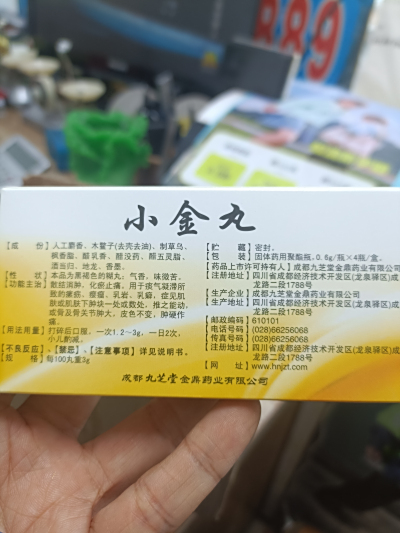 889
小金丸
【成　份】人工麝香、木鳖子(去壳去油)、制草乌、
枫香脂、醋乳香、醋没药、醋五灵脂、
酒当归、地龙、香墨。
【性　状】本品为黑褐色的糊丸；气香，味微苦。
【功能主治】散结消肿，化瘀止痛。用于痰气凝滞所
致的瘰疬、瘿瘤、乳岩、乳癖，症见肌
肤或肌肤下肿块一处或数处，推之能动，
或骨及骨关节肿大、皮色不变、肿硬作
痛。
【用法用量】打碎后口服。一次1.2～3g，一日2次，
小儿酌减。
【不良反应】、【禁忌】、【注意事项】详见说明书。
【规　格】每100丸重3g
【贮　藏】密封。
【包　装】固体药用聚酯瓶，0.6g/瓶×4瓶/盒。
【药品上市许可持有人】成都九芝堂金鼎药业有限公司
【注册地址】四川省成都经济技术开发区(龙泉驿区)成
龙路二段1788号
【生产企业】成都九芝堂金鼎药业有限公司
【生产地址】四川省成都经济技术开发区(龙泉驿区)成
龙路二段1788号
【邮政编码】610101
【电话号码】(028)66256068
【传真号码】(028)66256068
【注册地址】四川省成都经济技术开发区(龙泉驿区)成
龙路二段1788号
【网　址】www.hnjzt.com
成都九芝堂金鼎药业有限公司